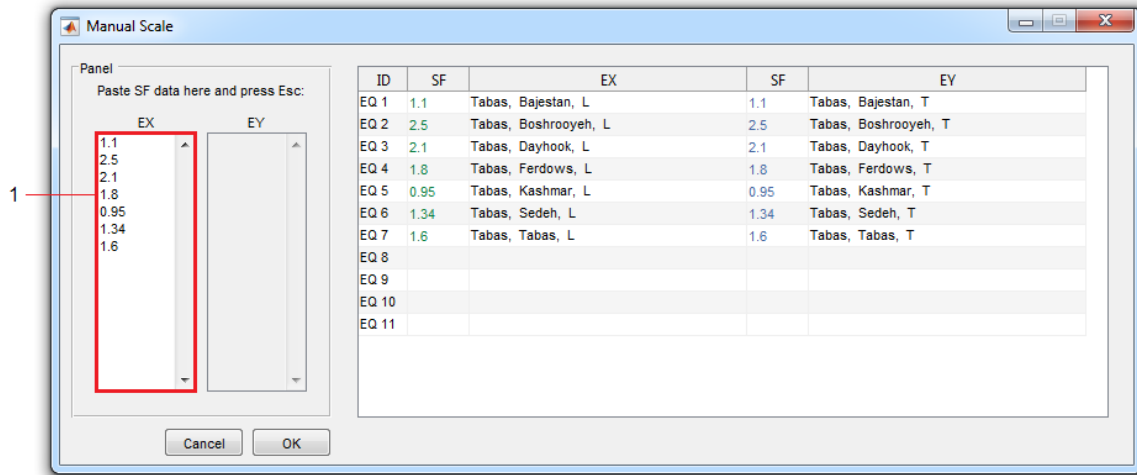 Manual Scale
Panel
Paste SF data here and press Esc:
EX EY
1.1
2.5
2.1
1.8
0.95
1.34
1.6
1
Cancel OK
ID SF EX SF EY
EQ 1 1.1 Tabas, Bajestan, L 1.1 Tabas, Bajestan, T
EQ 2 2.5 Tabas, Boshrooyeh, L 2.5 Tabas, Boshrooyeh, T
EQ 3 2.1 Tabas, Dayhook, L 2.1 Tabas, Dayhook, T
EQ 4 1.8 Tabas, Ferdows, L 1.8 Tabas, Ferdows, T
EQ 5 0.95 Tabas, Kashmar, L 0.95 Tabas, Kashmar, T
EQ 6 1.34 Tabas, Sedeh, L 1.34 Tabas, Sedeh, T
EQ 7 1.6 Tabas, Tabas, L 1.6 Tabas, Tabas, T
EQ 8
EQ 9
EQ 10
EQ 11